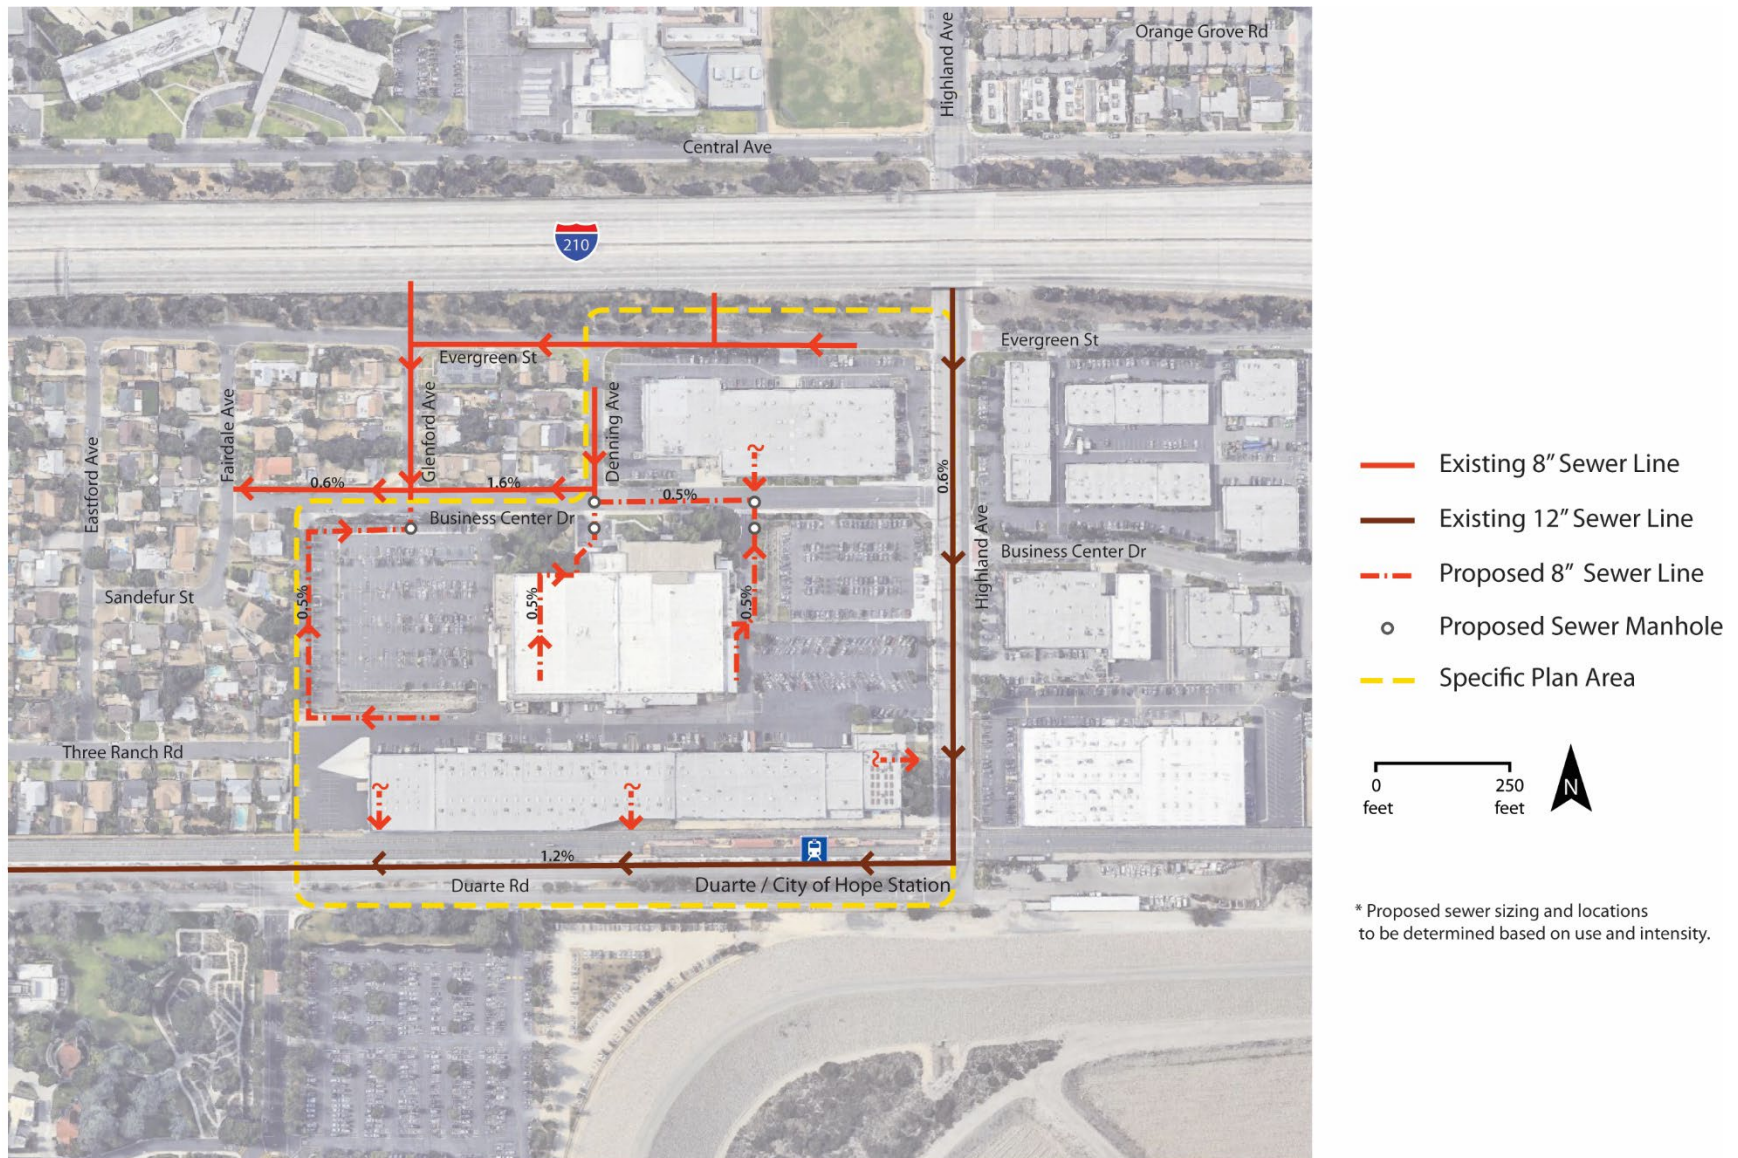 Highland Ave
Orange Grove Rd
Central Ave
210
Evergreen St
Evergreen St
Eastford Ave
Fairdale Ave
Glenford Ave
Denning Ave
0.6%
0.6%
1.6%
0.5%
Business Center Dr
Highland Ave
Business Center Dr
Sandefur St
0.5%
0.5%
0.5%
Three Ranch Rd
1.2%
Duarte Rd
Duarte / City of Hope Station
Existing 8” Sewer Line
Existing 12” Sewer Line
Proposed 8” Sewer Line
Proposed Sewer Manhole
Specific Plan Area
0
feet
250
feet
N
* Proposed sewer sizing and locations
to be determined based on use and intensity.